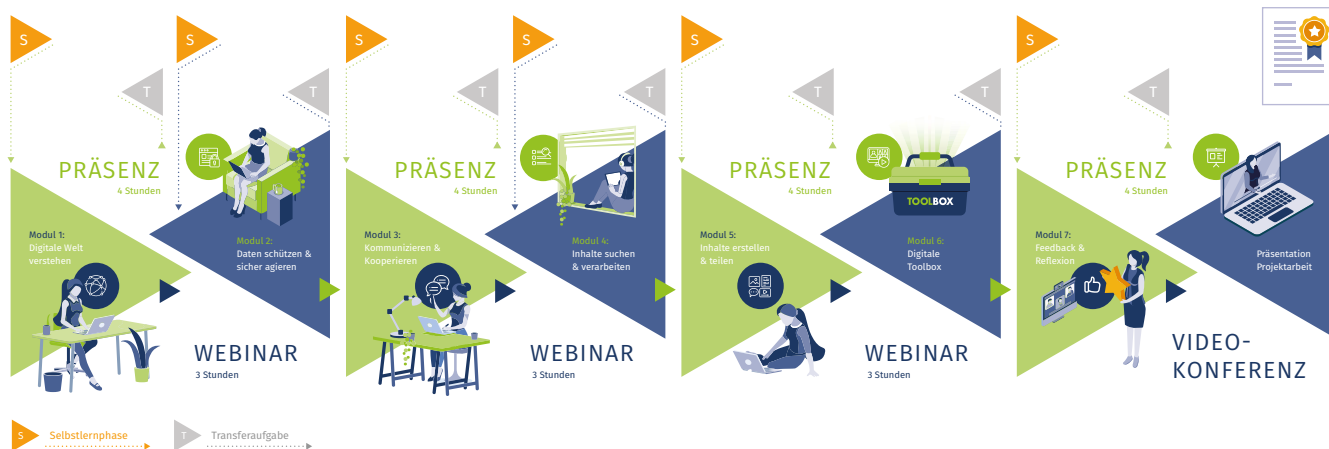 S
S
S
S
S
S
T
T
T
T
T
T
T
PRÄSENZ
4 Stunden
Modul 1:
Digitale Welt
verstehen
Modul 2:
Daten schützen &
sicher agieren
WEBINAR
3 Stunden
PRÄSENZ
4 Stunden
Modul 3:
Kommunizieren &
Kooperieren
Modul 4:
Inhalte suchen
& verarbeiten
WEBINAR
3 Stunden
PRÄSENZ
4 Stunden
Modul 5:
Inhalte erstellen
& teilen
TOOLBOX
Modul 6:
Digitale
Toolbox
WEBINAR
3 Stunden
PRÄSENZ
4 Stunden
Modul 7:
Feedback &
Reflexion
Präsentation
Projektarbeit
VIDEO-
KONFERENZ
S Selbstlernphase
T Transferaufgabe